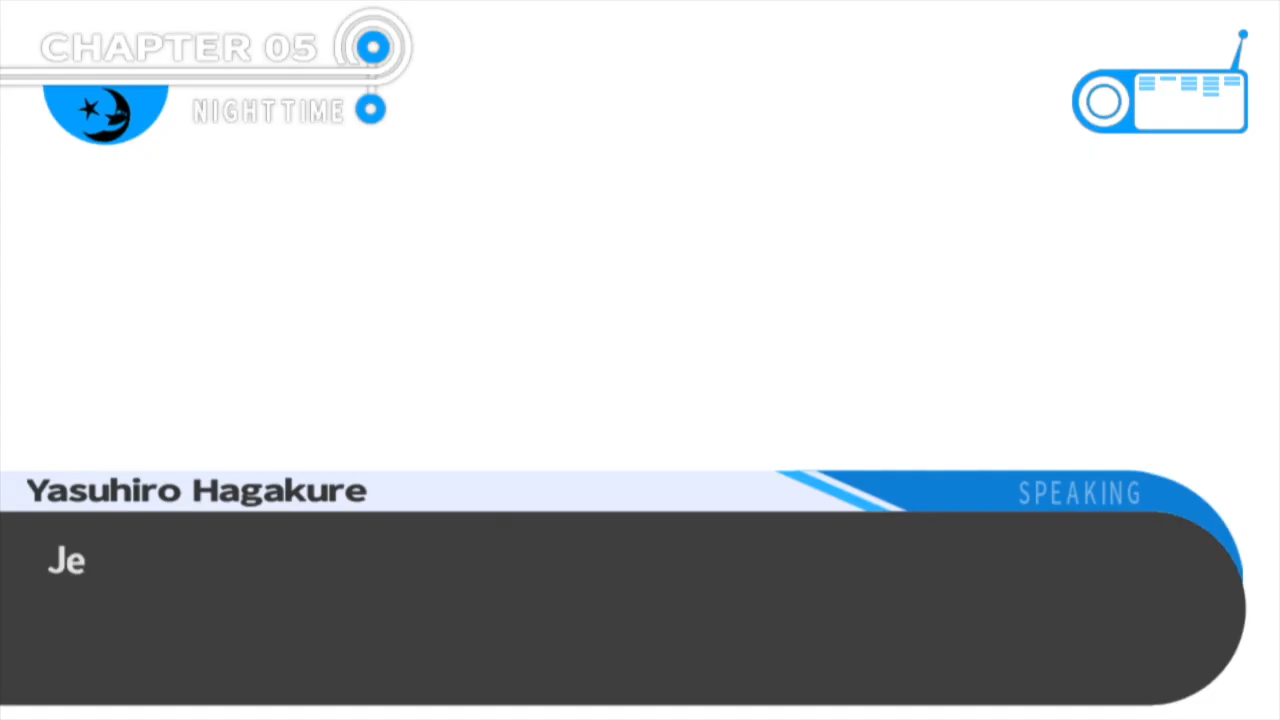 CHAPTER 05
NIGHTTIME
Yasuhiro Hagakure
SPEAKING
Je